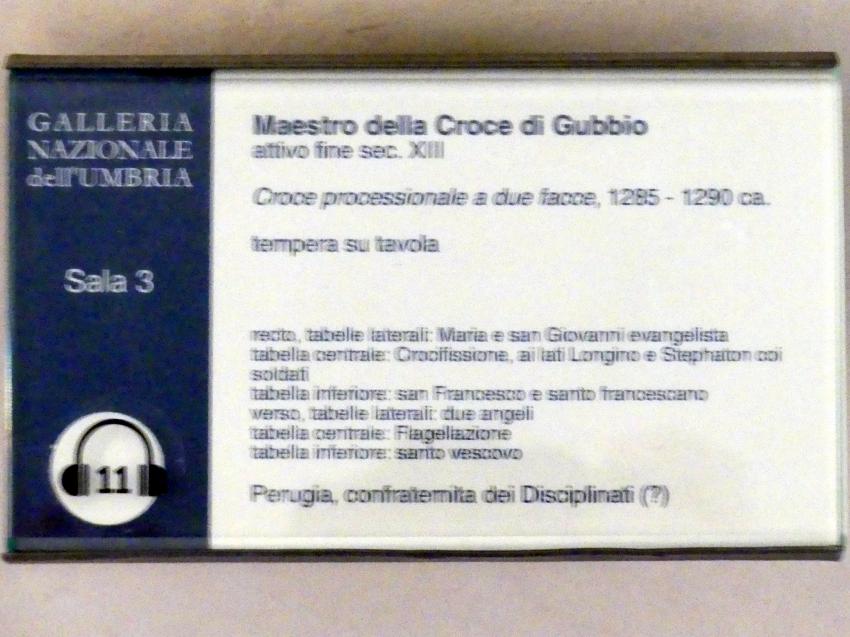 GALLERIA
NAZIONALE
dell'UMBRIA
Sala 3
11
Maestro della Croce di Gubbio
attivo fine sec. XIII
Croce processionale a due facce, 1285 - 1290 ca.
tempera su tavola
recto, tabelle laterali: Maria e san Giovanni evangelista
tabella centrale: Crocifissione, ai lati Longino e Stephaton coi
soldati
tabella inferiore: san Francesco e santo francescano
verso, tabelle laterali: due angeli
tabella centrale: Flagellazione
tabella inferiore: santo vescovo
Perugia, confraternita dei Disciplinati (?)